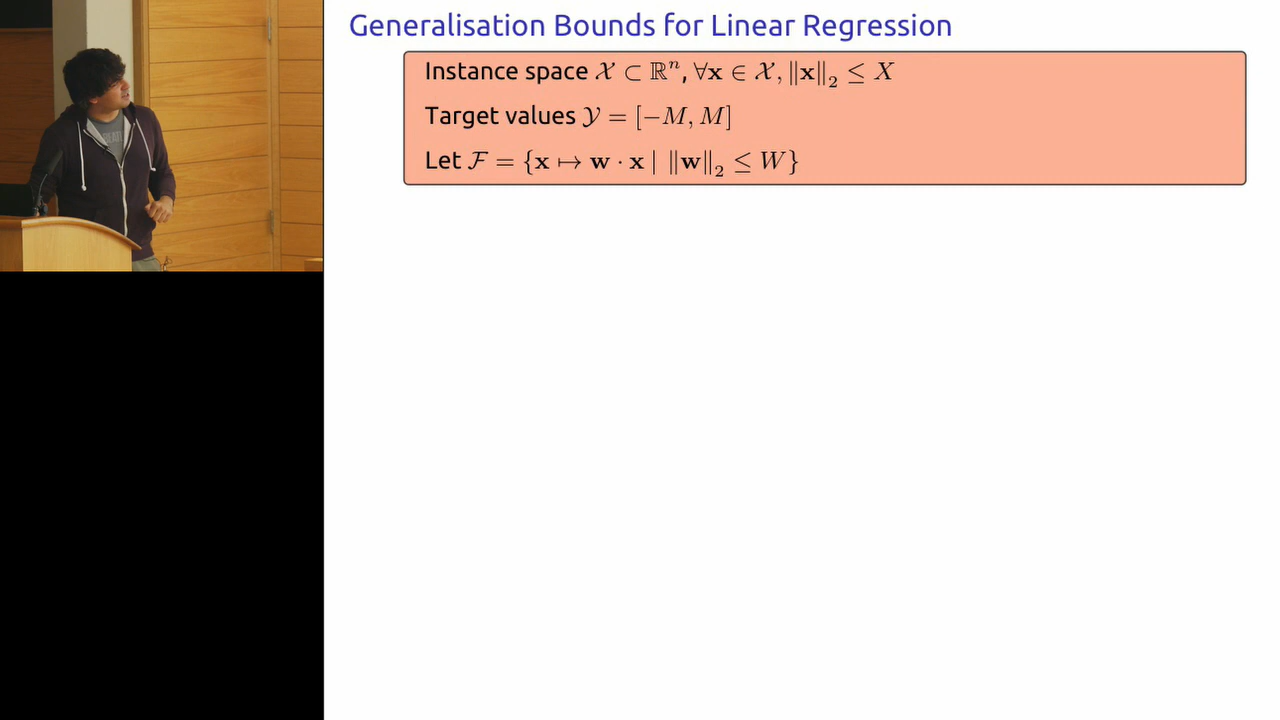 Generalisation Bounds for Linear Regression
Instance space 𝒳 ⊂ ℝⁿ, ∀𝐱 ∈ 𝒳, ‖𝐱‖₂ ≤ X
Target values 𝒴 = [−M, M]
Let ℱ = {𝐱 ↦ 𝐰 · 𝐱 | ‖𝐰‖₂ ≤ W}